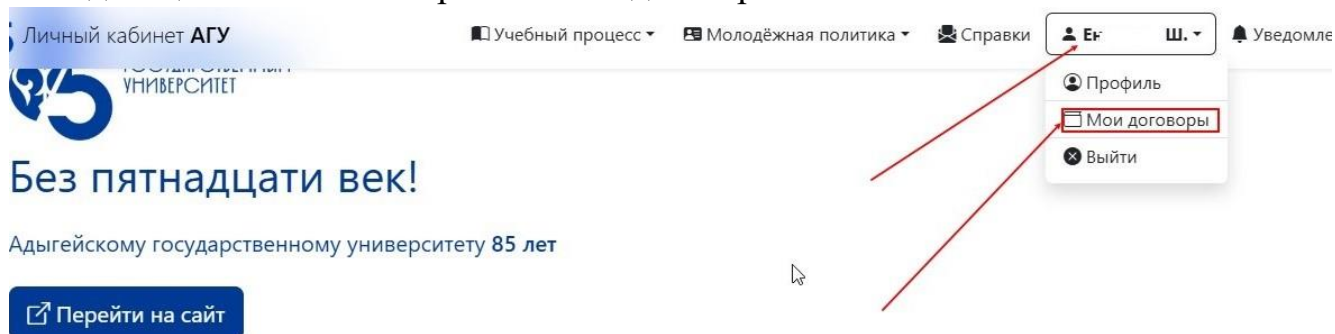 Личный кабинет АГУ
Учебный процесс
Молодёжная политика
Справки
Ен Ш.
Уведомле
УНИВЕРСИТЕТ
Профиль
Мои договоры
Выйти
Без пятнадцати век!
Адыгейскому государственному университету 85 лет
Перейти на сайт